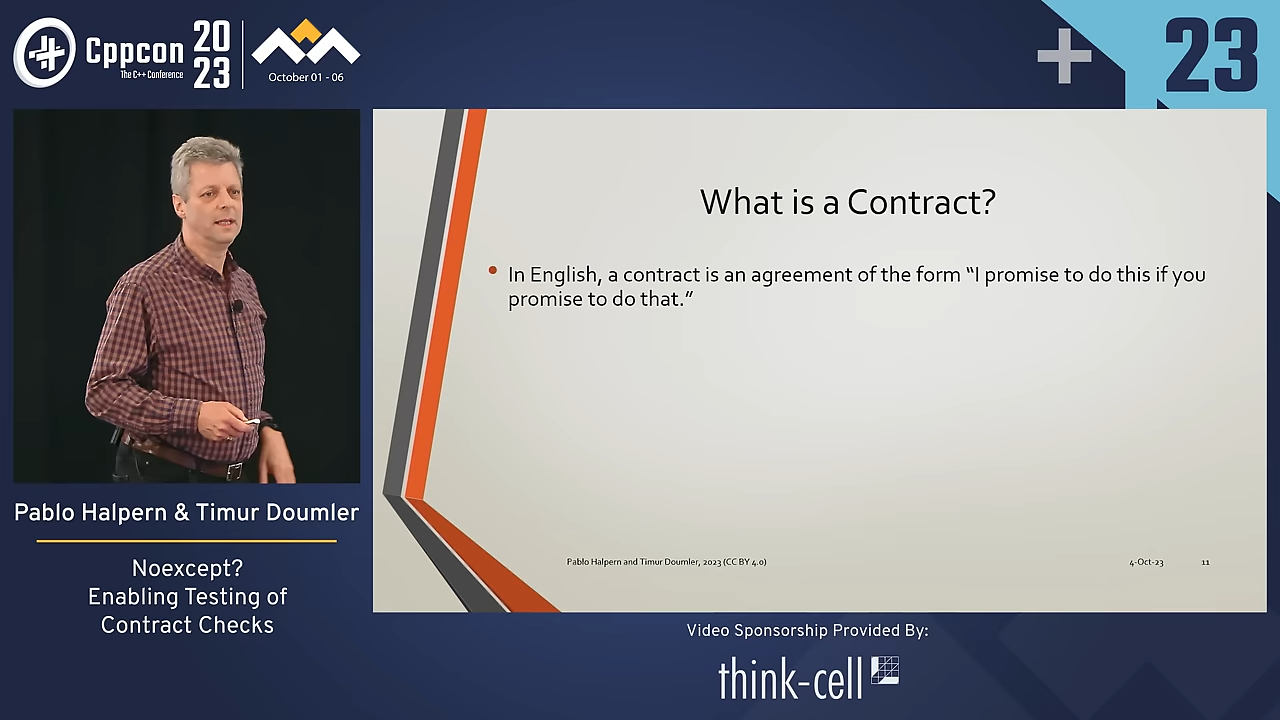 Cppcon
The C++ Conference
20
23
October 01 - 06
23
What is a Contract?
In English, a contract is an agreement of the form “I promise to do this if you
promise to do that.”
Pablo Halpern and Timur Doumler, 2023 (CC BY 4.0)
4-Oct-23
11
Pablo Halpern & Timur Doumler
Noexcept?
Enabling Testing of
Contract Checks
Video Sponsorship Provided By:
think-cell